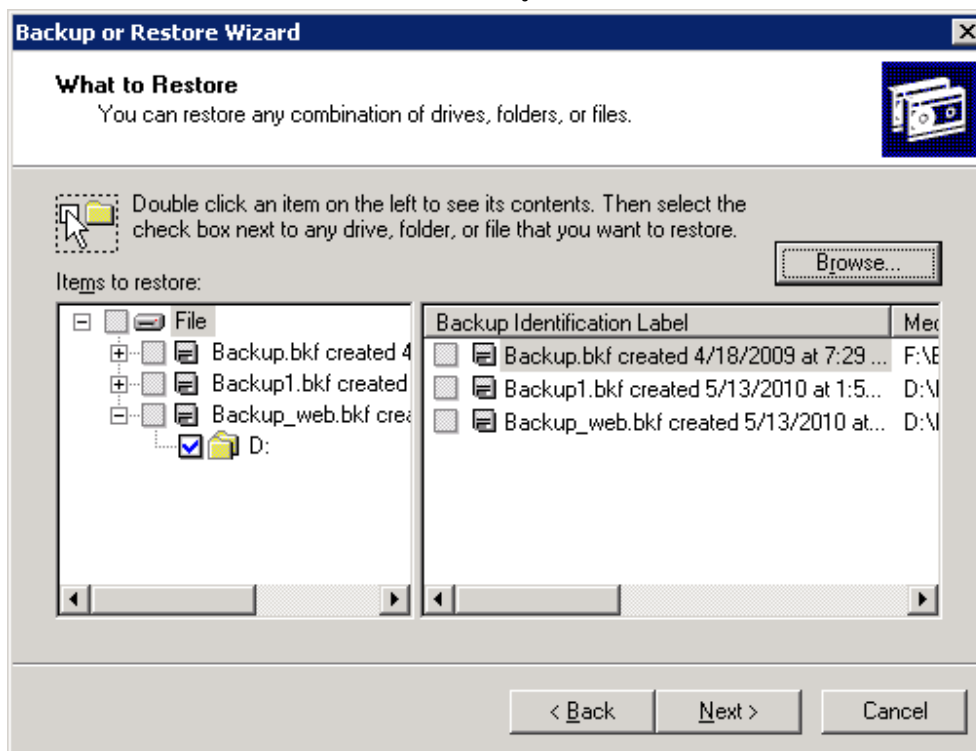 Backup or Restore Wizard
What to Restore
You can restore any combination of drives, folders, or files.
Double click an item on the left to see its contents. Then select the
check box next to any drive, folder, or file that you want to restore.
Browse...
Items to restore:
File
Backup.bkf created 4
Backup1.bkf created
Backup_web.bkf crea
D:
Backup Identification Label
Med
Backup.bkf created 4/18/2009 at 7:29 ...
F:\B
Backup1.bkf created 5/13/2010 at 1:5...
D:\
Backup_web.bkf created 5/13/2010 at...
D:\
< Back
Next >
Cancel